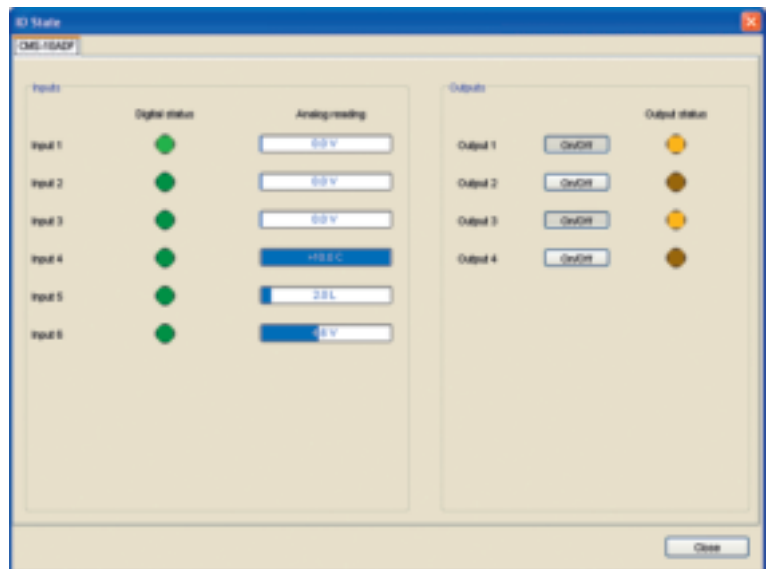 IO State
CMS-10ADF
Inputs
Digital status
Analog reading
Input 1
0.0 V
Input 2
0.0 V
Input 3
0.0 V
Input 4
Input 5
2.0 L
Input 6
Outputs
Output status
Output 1
On/Off
Output 2
On/Off
Output 3
On/Off
Output 4
On/Off
Close